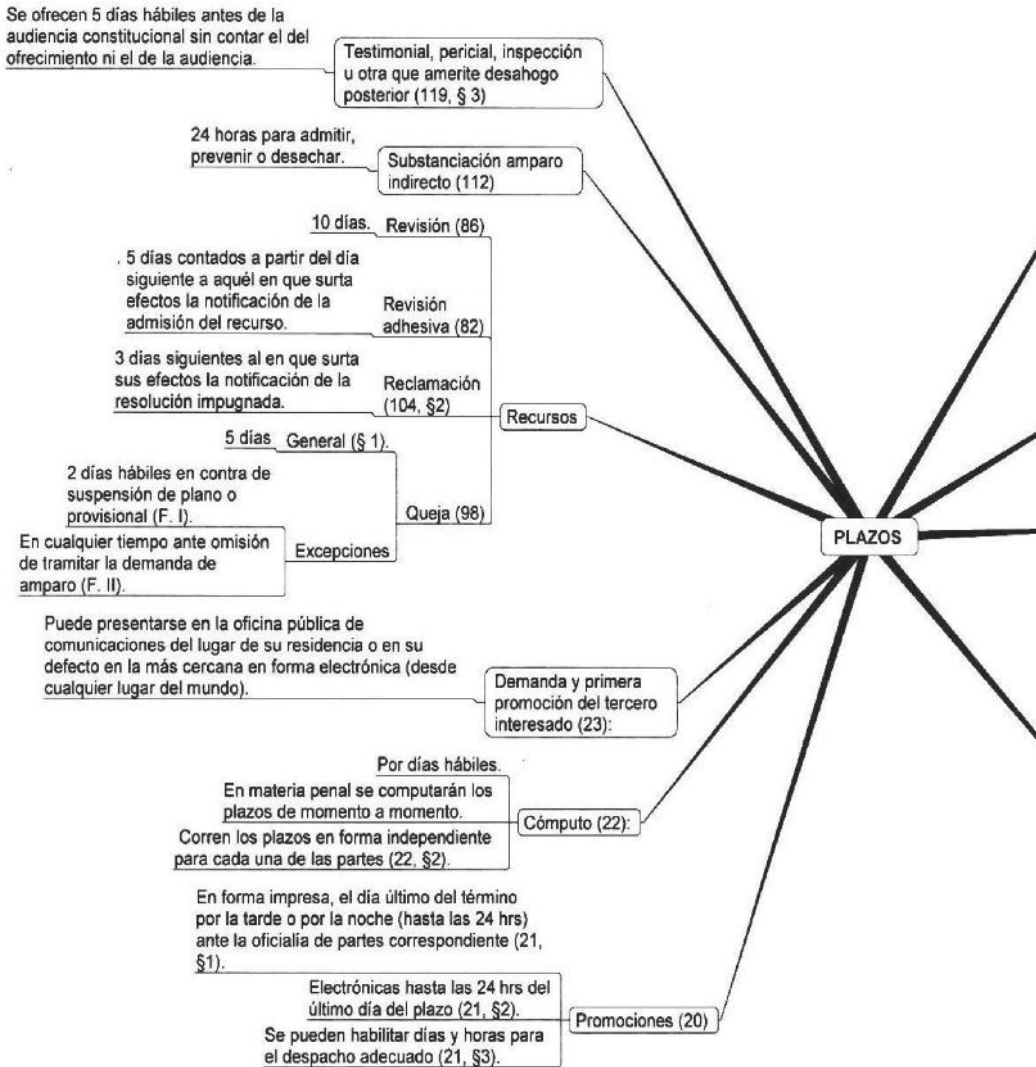 Se ofrecen 5 días hábiles antes de la
audiencia constitucional sin contar el del
ofrecimiento ni el de la audiencia.
Testimonial, pericial, inspección
u otra que amerite desahogo
posterior (119, § 3)
24 horas para admitir,
prevenir o desechar.
Substanciación amparo
indirecto (112)
10 días.
Revisión (86)
. 5 días contados a partir del día
siguiente a aquél en que surta
efectos la notificación de la
admisión del recurso.
Revisión
adhesiva (82)
3 días siguientes al en que surta
sus efectos la notificación de la
resolución impugnada.
Reclamación
(104, §2)
Recursos
5 días
General (§ 1).
2 días hábiles en contra de
suspensión de plano o
provisional (F. I).
Queja (98)
En cualquier tiempo ante omisión
de tramitar la demanda de
amparo (F. II).
Excepciones
PLAZOS
Puede presentarse en la oficina pública de
comunicaciones del lugar de su residencia o en su
defecto en la más cercana en forma electrónica (desde
cualquier lugar del mundo).
Demanda y primera
promoción del tercero
interesado (23):
Por días hábiles.
En materia penal se computarán los
plazos de momento a momento.
Cómputo (22):
Corren los plazos en forma independiente
para cada una de las partes (22, §2).
En forma impresa, el día último del término
por la tarde o por la noche (hasta las 24 hrs)
ante la oficialía de partes correspondiente (21,
§1).
Electrónicas hasta las 24 hrs del
último día del plazo (21, §2).
Promociones (20)
Se pueden habilitar días y horas para
el despacho adecuado (21, §3).